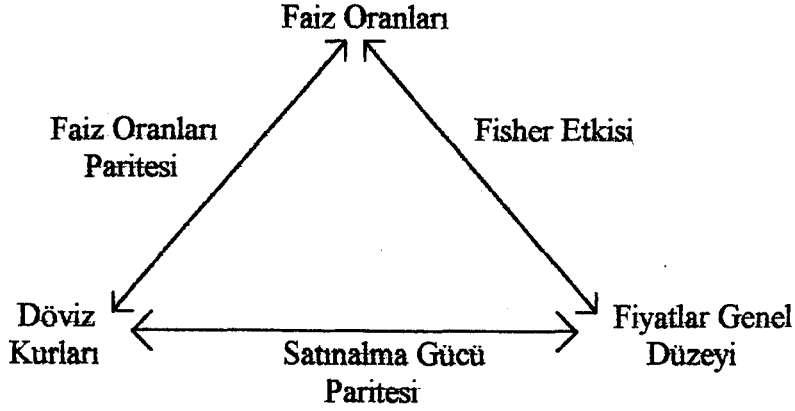 Faiz Oranları
Faiz Oranları
Paritesi
Fisher Etkisi
Döviz
Kurları
Satınalma Gücü
Paritesi
Fiyatlar Genel
Düzeyi